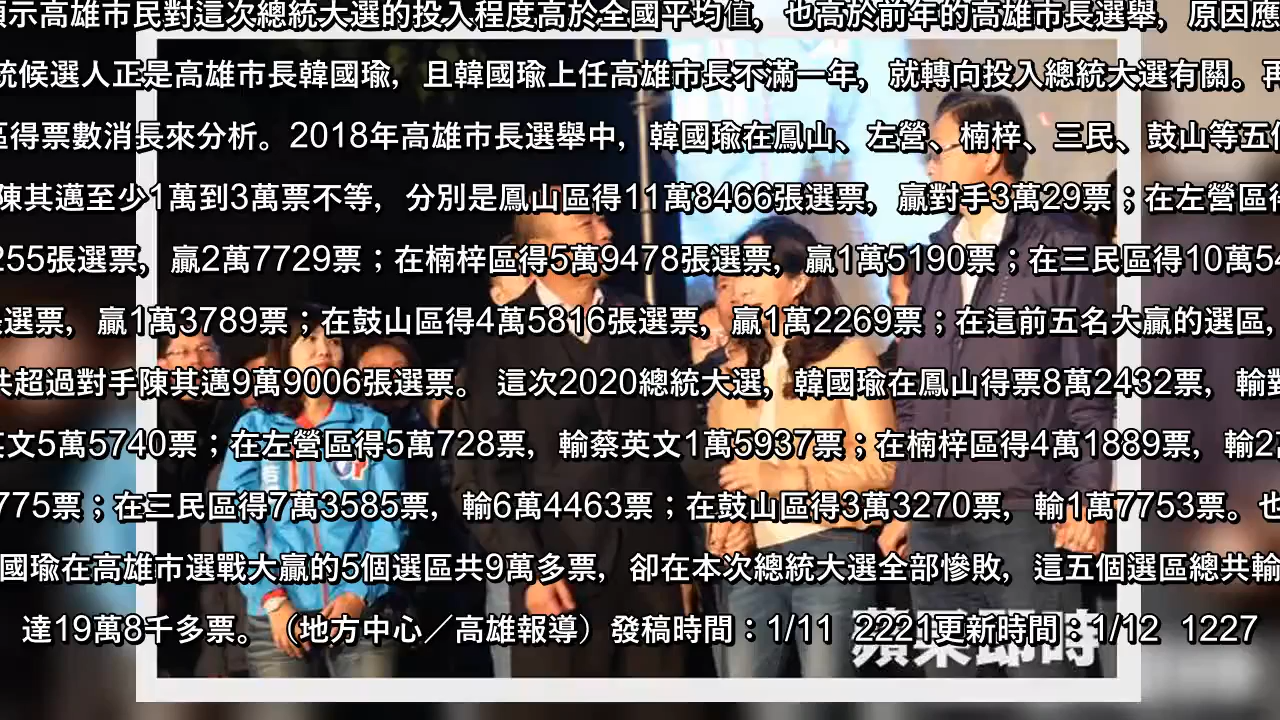 示高雄市民對這次總統大選的投入程度高於全國平均值，也高於前年的高雄市長選舉，原因應
統候選人正是高雄市長韓國瑜，且韓國瑜上任高雄市長不滿一年，就轉向投入總統大選有關。再
區得票數消長來分析。2018年高雄市長選舉中，韓國瑜在鳳山、左營、楠梓、三民、鼓山等五個
陳其邁至少1萬到3萬票不等，分別是鳳山區得11萬8466張選票，贏對手3萬29票；在左營區得
255張選票，贏2萬7729票；在楠梓區得5萬9478張選票，贏1萬5190票；在三民區得10萬54
選票，贏1萬3789票；在鼓山區得4萬5816張選票，贏1萬2269票；在這前五名大贏的選區，
共超過對手陳其邁9萬9006張選票。 這次2020總統大選，韓國瑜在鳳山得票8萬2432票，輸對
英文5萬5740票；在左營區得5萬728票，輸蔡英文1萬5937票；在楠梓區得4萬1889票，輸2萬
775票；在三民區得7萬3585票，輸6萬4463票；在鼓山區得3萬3270票，輸1萬7753票。也
國瑜在高雄市選戰大贏的5個選區共9萬多票，卻在本次總統大選全部慘敗，這五個選區總共輸
達19萬8千多票。（地方中心／高雄報導）發稿時間：1/11 2221更新時間：1/12 1227
蘋果即時